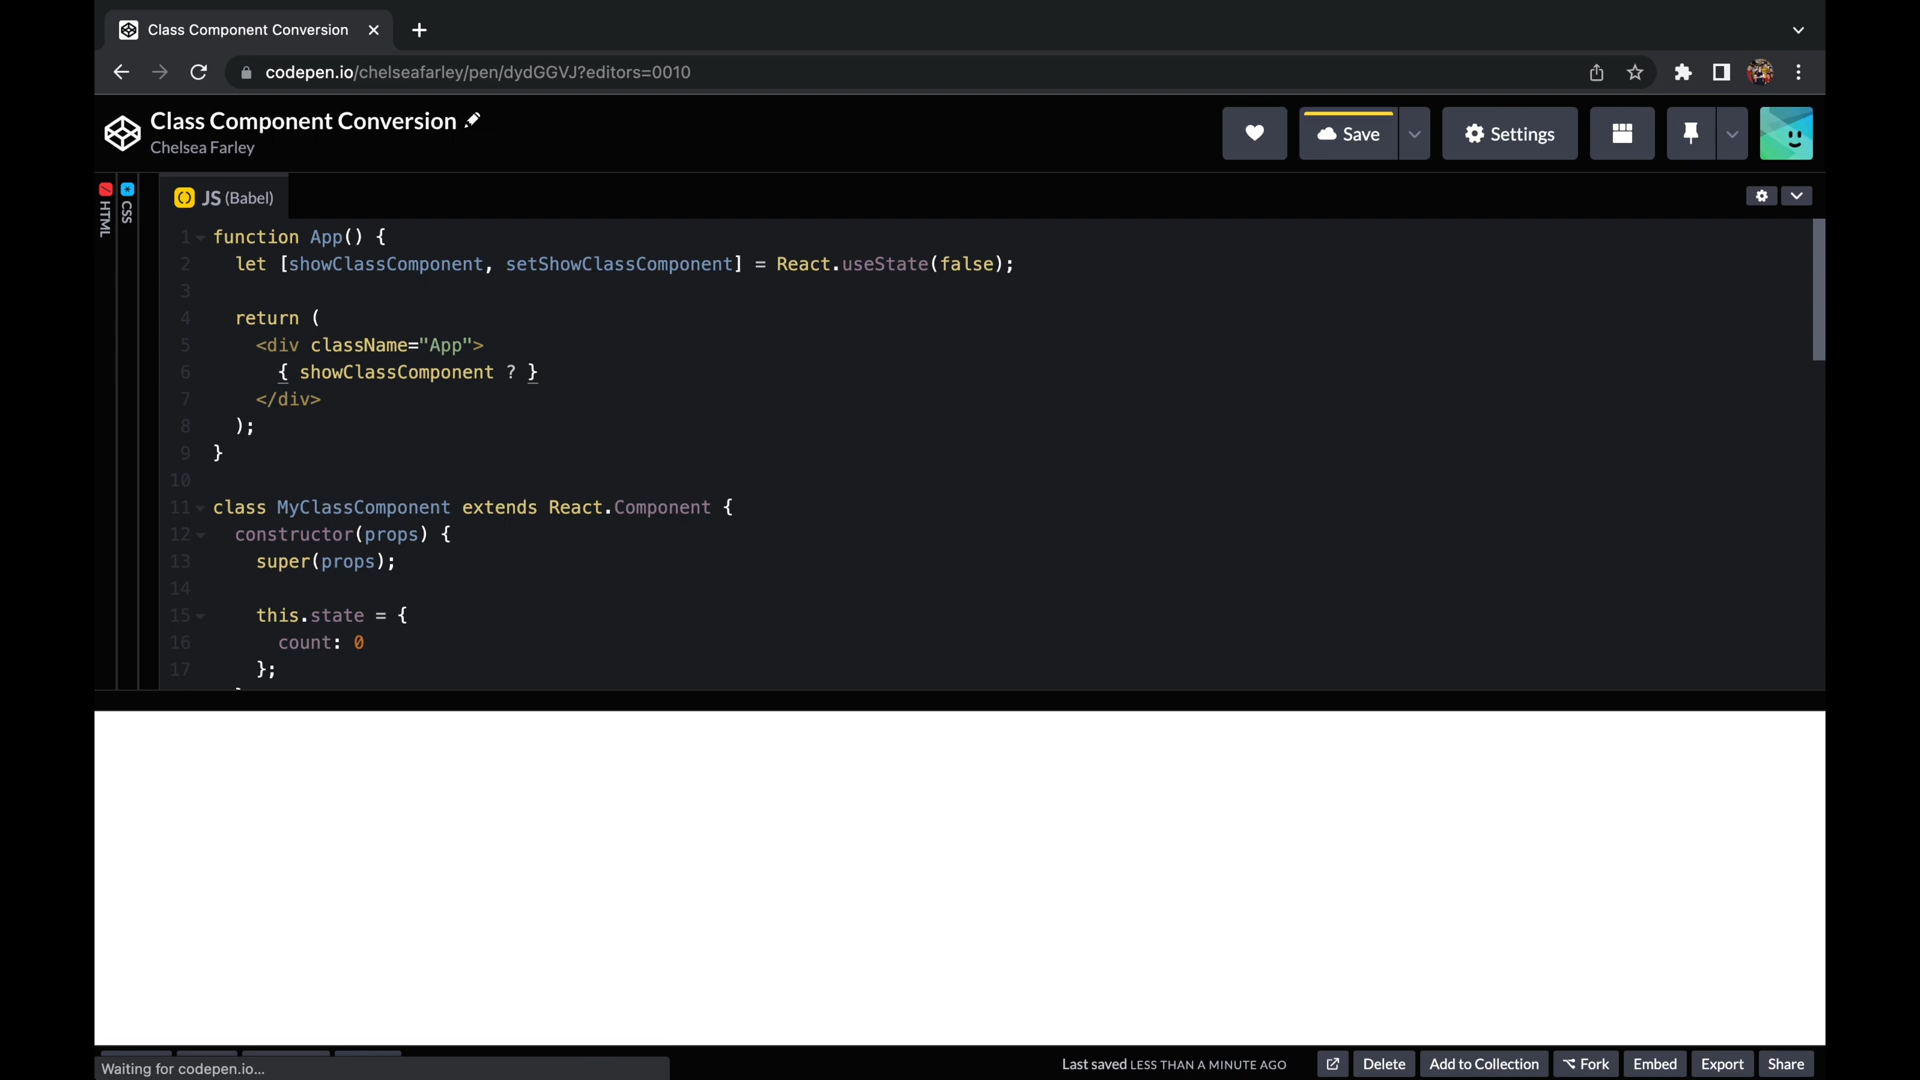 Class Component Conversion
codepen.io/chelseafarley/pen/dydGGVJ?editors=0010
Class Component Conversion
Chelsea Farley
Save
Settings
HTML
CSS
JS (Babel)
1 function App() {
2 let [showClassComponent, setShowClassComponent] = React.useState(false);
3
4 return (
5 <div className="App">
6 { showClassComponent ? }
7 </div>
8 );
9 }
10
11 class MyClassComponent extends React.Component {
12 constructor(props) {
13 super(props);
14
15 this.state = {
16 count: 0
17 };
Waiting for codepen.io...
Last saved LESS THAN A MINUTE AGO
Delete
Add to Collection
Fork
Embed
Export
Share